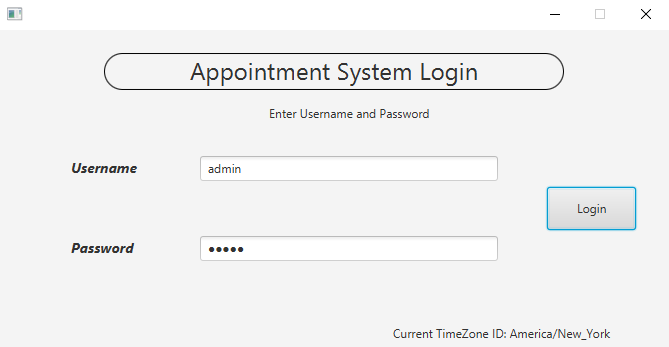 Appointment System Login
Enter Username and Password
Username
admin
Login
Password
●●●●●
Current TimeZone ID: America/New_York